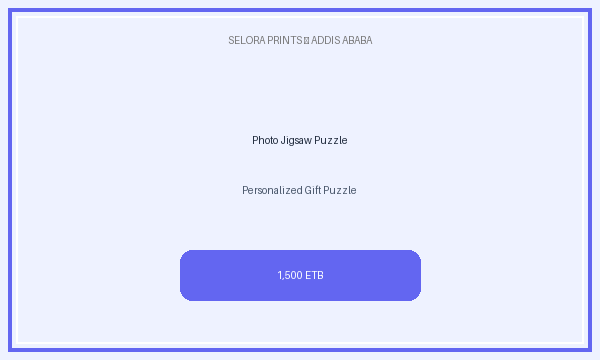 SELORA PRINTS ▯ ADDIS ABABA
Photo Jigsaw Puzzle
Personalized Gift Puzzle
1,500 ETB